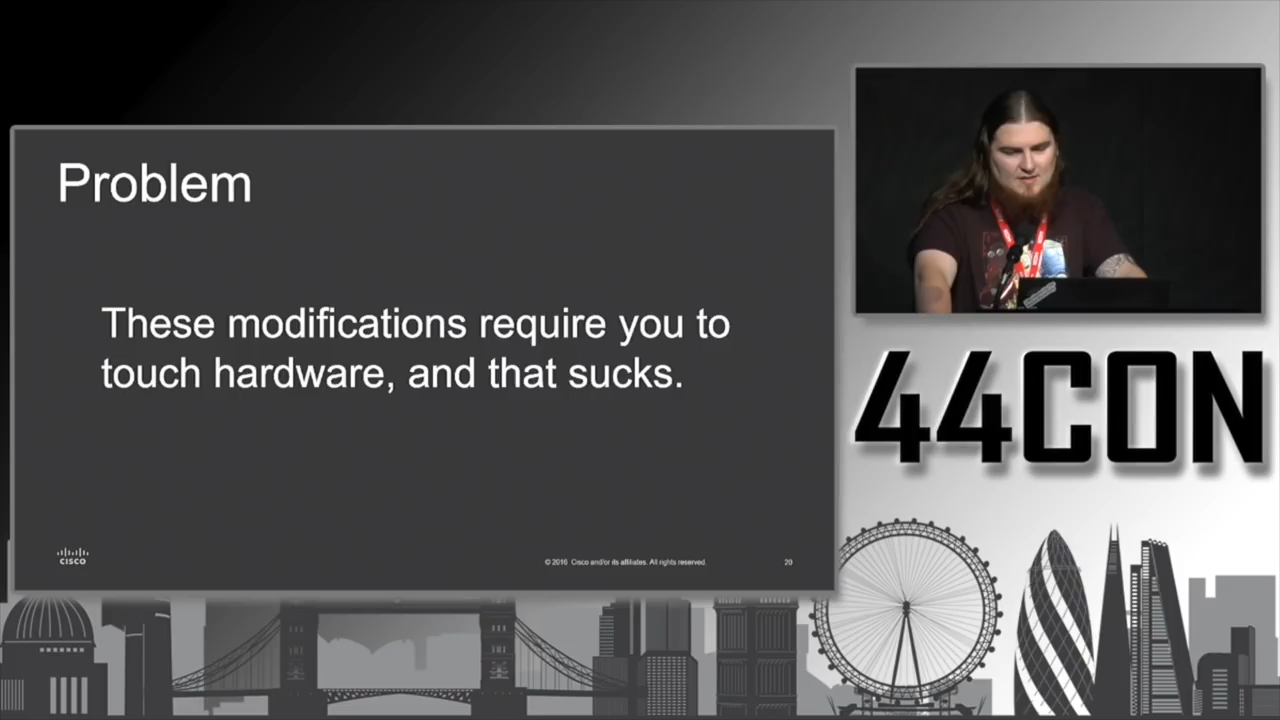 Problem
These modifications require you to
touch hardware, and that sucks.
CISCO
© 2016 Cisco and/or its affiliates. All rights reserved.
20
44CON